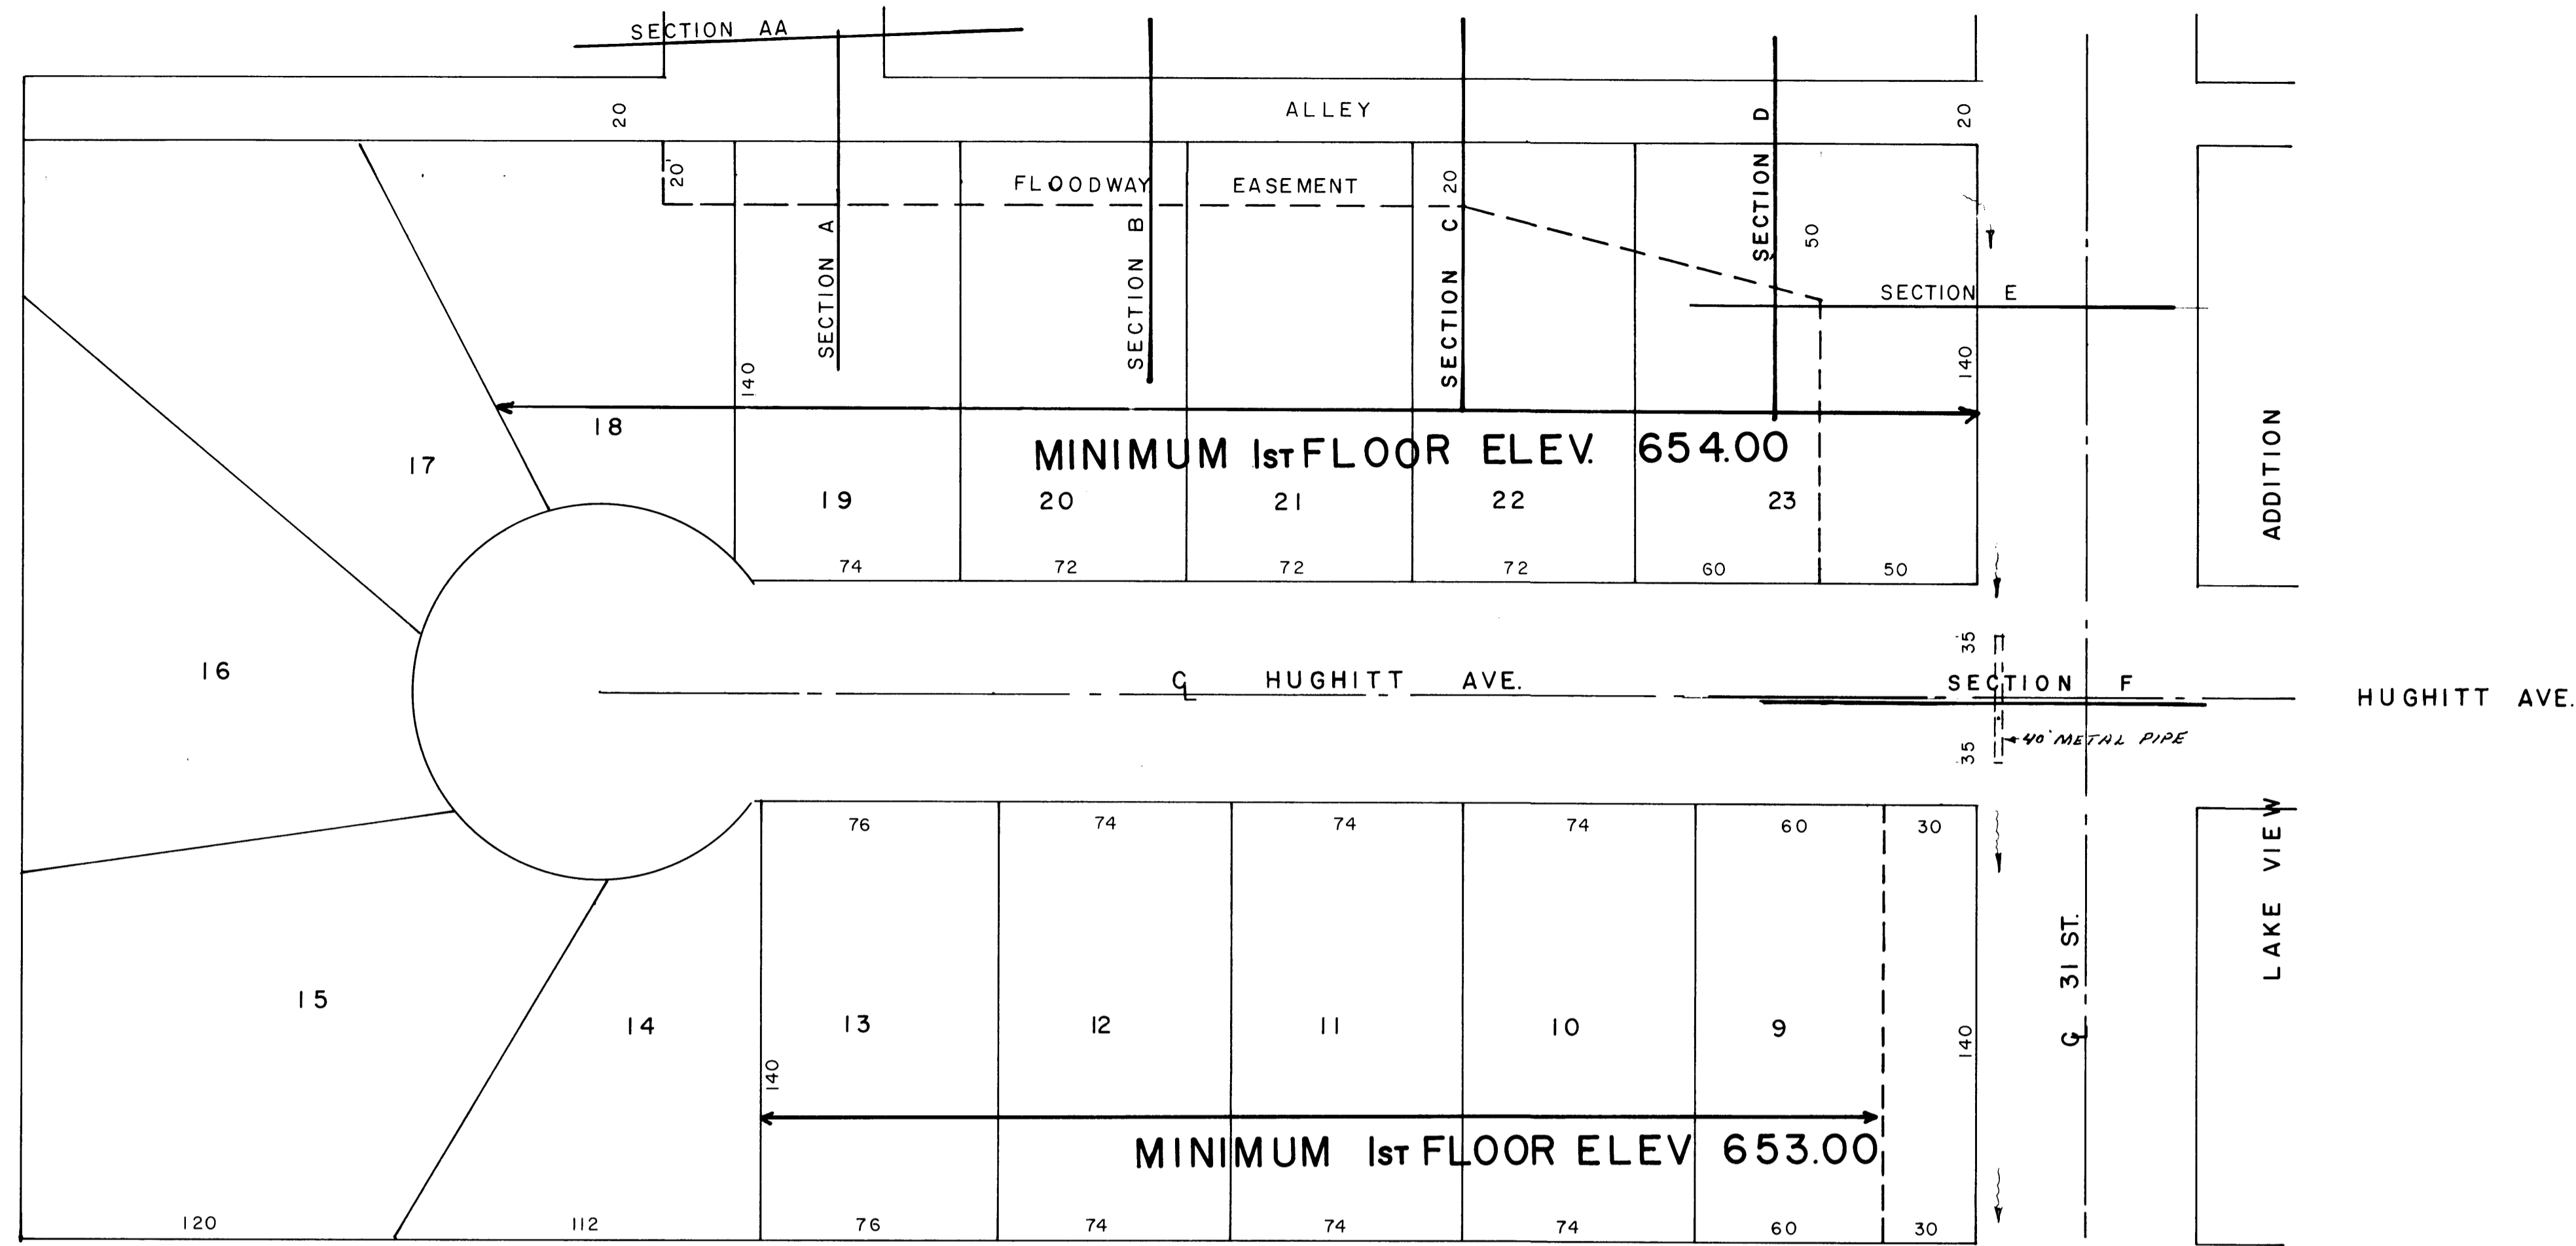 SECTION AA
20
ALLEY
20
20'
FLOODWAY EASEMENT
20
SECTION A
SECTION B
SECTION C
SECTION D
50
SECTION E
140
140
18
17
MINIMUM 1ST FLOOR ELEV. 654.00
19
20
21
22
23
74
72
72
72
60
50
ADDITION
16
35
℄ HUGHITT AVE.
SECTION F
HUGHITT AVE.
35
40" METAL PIPE
76
74
74
74
60
30
LAKE VIEW
℄ 31 ST.
15
14
13
12
11
10
9
140
140
MINIMUM 1ST FLOOR ELEV 653.00
120
112
76
74
74
74
60
30